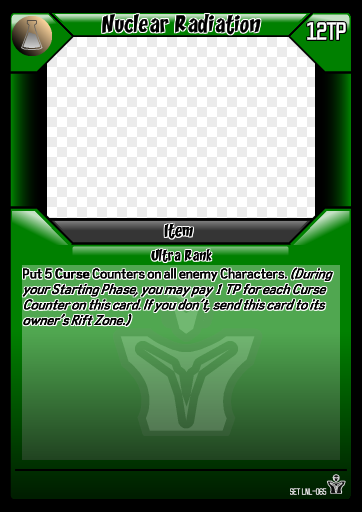 Nuclear Radiation
12TP
Item
Ultra Rank
Put 5 Curse Counters on all enemy Characters. (During
your Starting Phase, you may pay 1 TP for each Curse
Counter on this card. If you don't, send this card to its
owner's Rift Zone.)
SET LNL-065